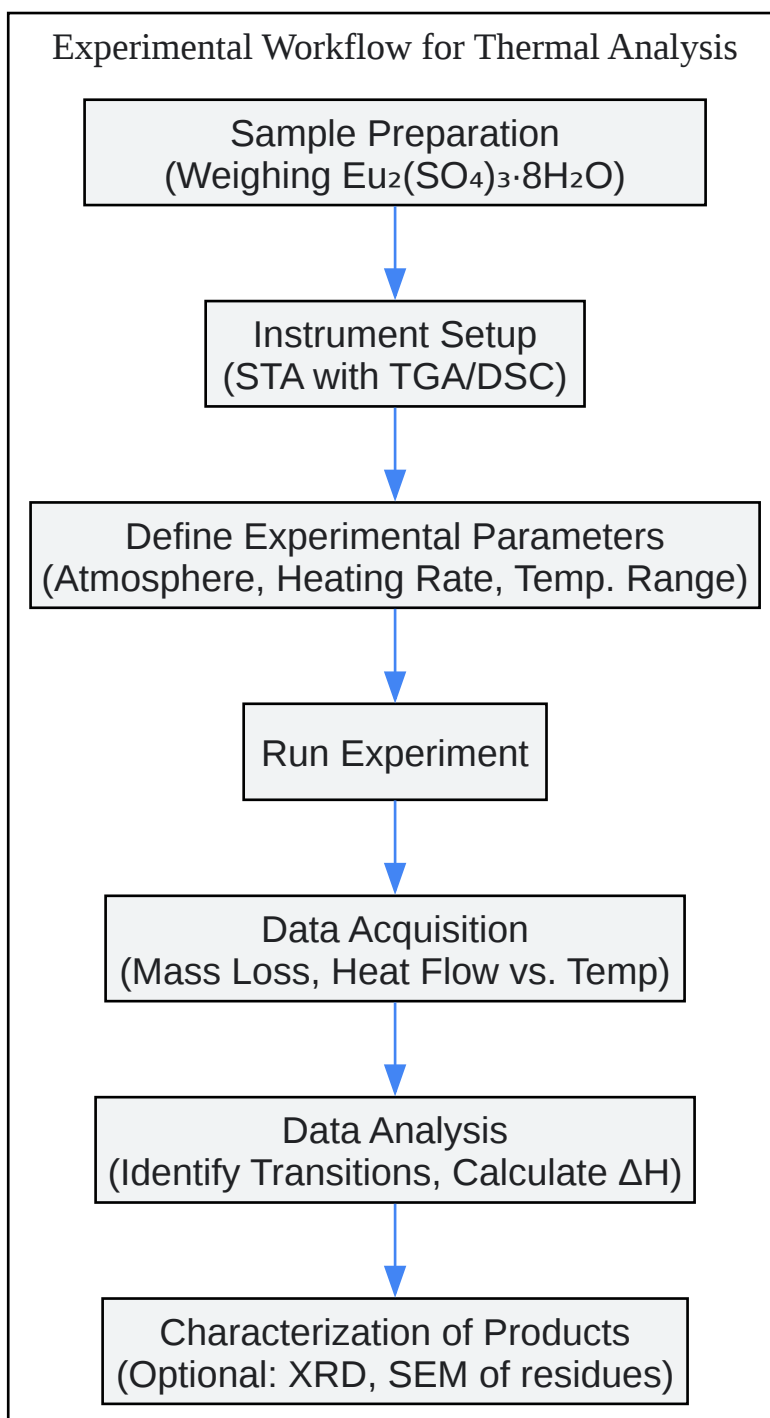 Experimental Workflow for Thermal Analysis
Sample Preparation
(Weighing Eu₂(SO₄)₃·8H₂O)
Instrument Setup
(STA with TGA/DSC)
Define Experimental Parameters
(Atmosphere, Heating Rate, Temp. Range)
Run Experiment
Data Acquisition
(Mass Loss, Heat Flow vs. Temp)
Data Analysis
(Identify Transitions, Calculate ΔH)
Characterization of Products
(Optional: XRD, SEM of residues)